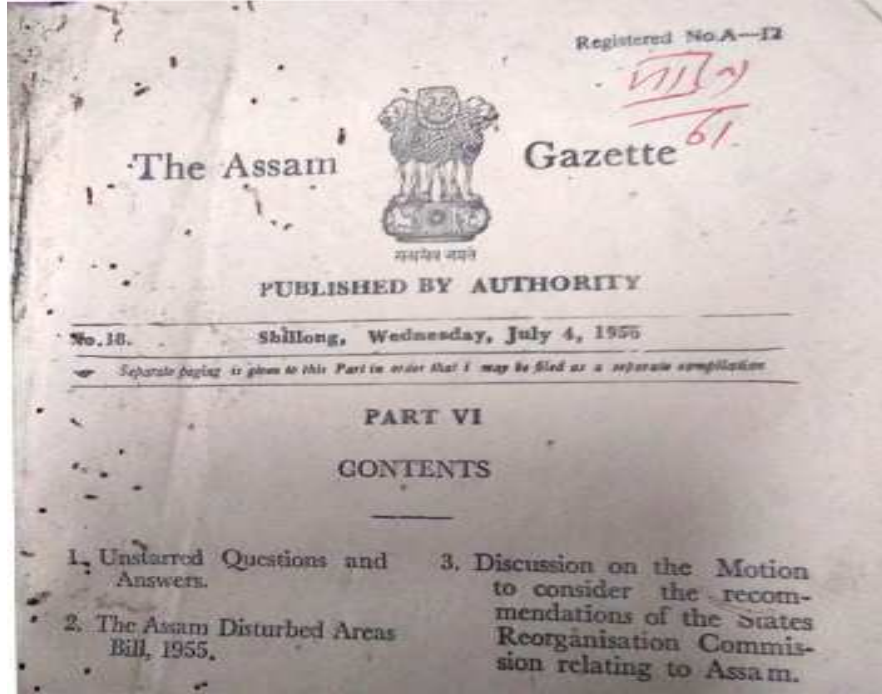 Registered No.A—12
61.
The Assam Gazette
सत्यमेव जयते
PUBLISHED BY AUTHORITY
No.18. Shillong, Wednesday, July 4, 1956
Separate paging is given to this Part in order that i may be filed as a separate compilation
PART VI
CONTENTS
1. Unstarred Questions and
Answers.
2. The Assam Disturbed Areas
Bill, 1955.
3. Discussion on the Motion
to consider the recom-
mendations of the States
Reorganisation Commis-
sion relating to Assam.